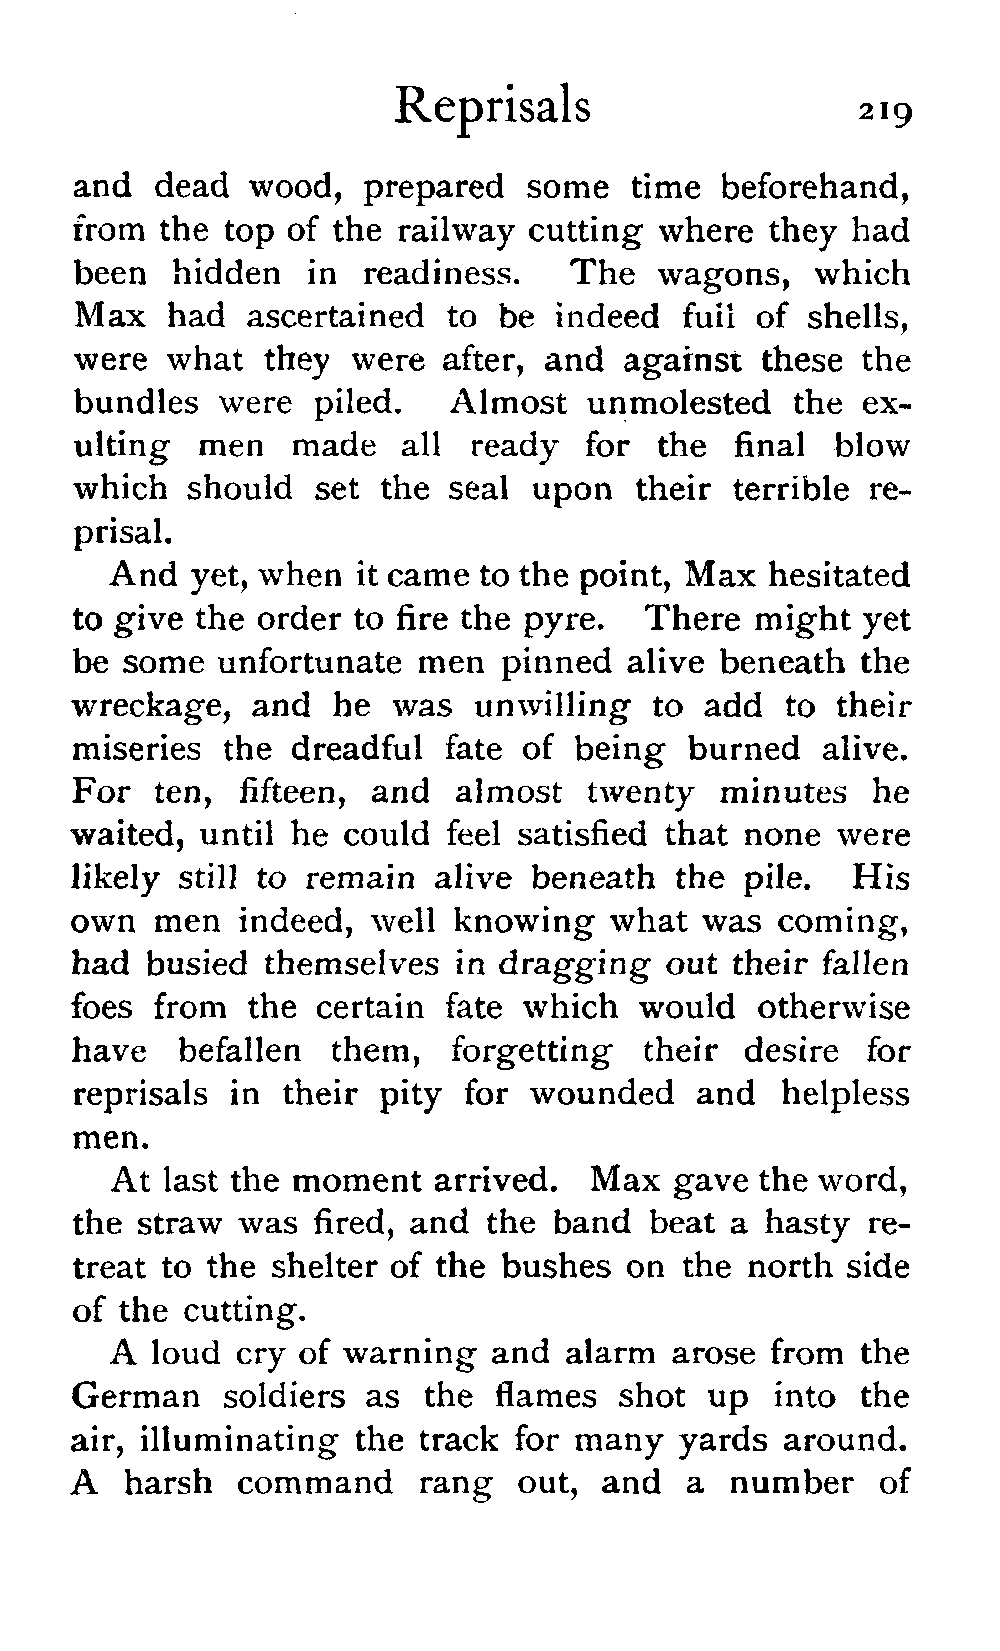 Reprisals 219
and dead wood, prepared some time beforehand,
from the top of the railway cutting where they had
been hidden in readiness. The wagons, which
Max had ascertained to be indeed full of shells,
were what they were after, and against these the
bundles were piled. Almost unmolested the ex-
ulting men made all ready for the final blow
which should set the seal upon their terrible re-
prisal.
And yet, when it came to the point, Max hesitated
to give the order to fire the pyre. There might yet
be some unfortunate men pinned alive beneath the
wreckage, and he was unwilling to add to their
miseries the dreadful fate of being burned alive.
For ten, fifteen, and almost twenty minutes he
waited, until he could feel satisfied that none were
likely still to remain alive beneath the pile. His
own men indeed, well knowing what was coming,
had busied themselves in dragging out their fallen
foes from the certain fate which would otherwise
have befallen them, forgetting their desire for
reprisals in their pity for wounded and helpless
men.
At last the moment arrived. Max gave the word,
the straw was fired, and the band beat a hasty re-
treat to the shelter of the bushes on the north side
of the cutting.
A loud cry of warning and alarm arose from the
German soldiers as the flames shot up into the
air, illuminating the track for many yards around.
A harsh command rang out, and a number of